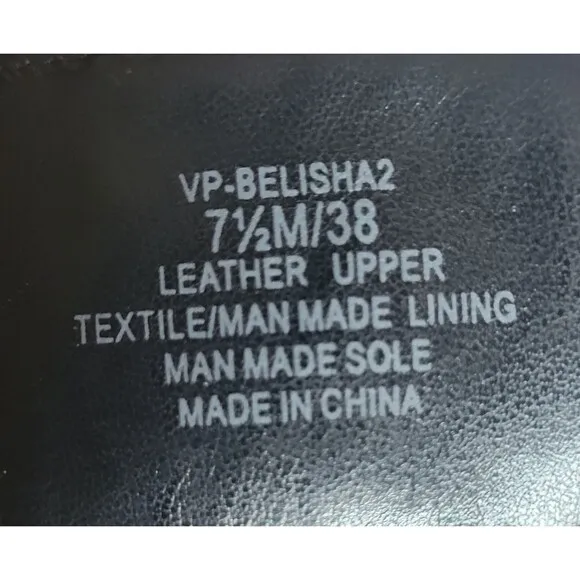 VP-BELISHA2
7½M/38
LEATHER UPPER
TEXTILE/MAN MADE LINING
MAN MADE SOLE
MADE IN CHINA